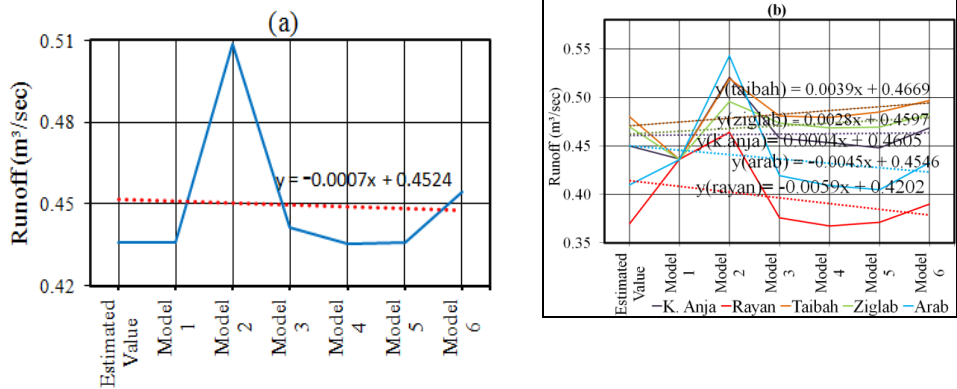 (a)
0.51
0.48
0.45
0.42
Runoff (m³/sec)
y = -0.0007x + 0.4524
Estimated Value
Model 1
Model 2
Model 3
Model 4
Model 5
Model 6
(b)
0.55
0.50
0.45
0.40
0.35
Runoff (m³/sec)
y(taibah) = 0.0039x + 0.4669
y(ziglab) = 0.0028x + 0.4597
y(k.anja)= 0.0004x + 0.4605
y(arab) = -0.0045x + 0.4546
y(rayan)= -0.0059x + 0.4202
Estimated Value
Model 1
Model 2
Model 3
Model 4
Model 5
Model 6
K. Anja Rayan Taibah Ziglab Arab